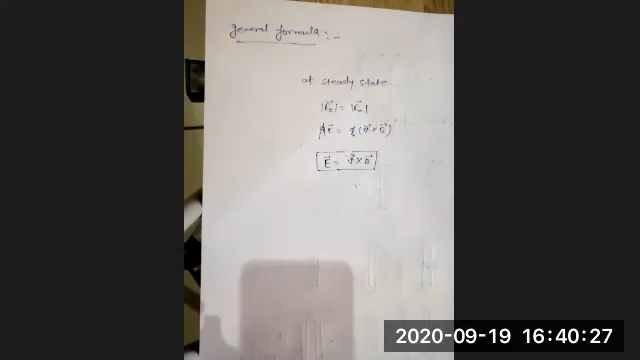 general formula:-
at steady state
|F⃗e| = |F⃗m|
qE⃗ = q(v⃗×B⃗)
E⃗ = v⃗×B⃗
2020-09-19 16:40:27